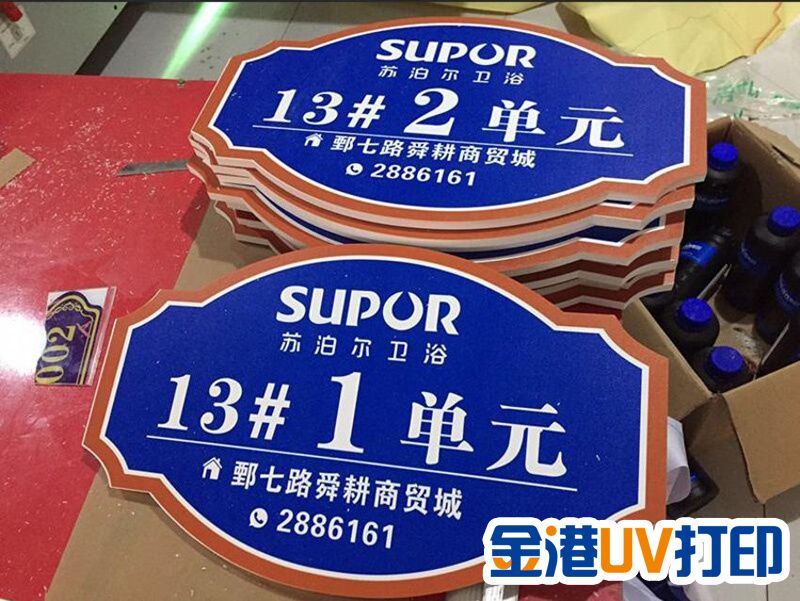 SUPOR
苏泊尔卫浴
13# 2 单元
鄄七路舜耕商贸城
2886161
SUPOR
苏泊尔卫浴
13# 1 单元
鄄七路舜耕商贸城
2886161
002
金港UV打印